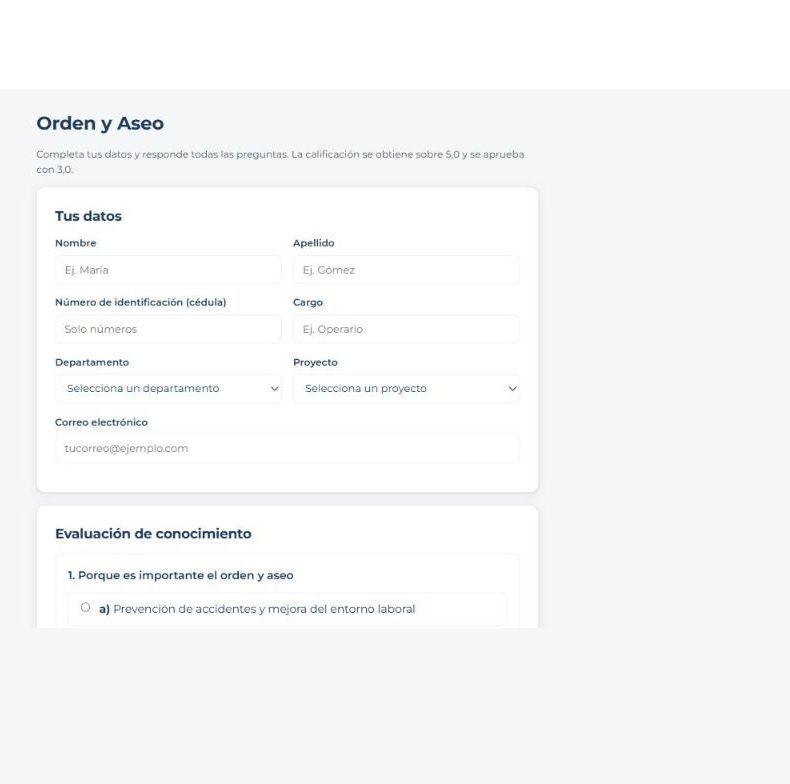 Orden y Aseo
Completa tus datos y responde todas las preguntas. La calificación se obtiene sobre 5,0 y se aprueba
con 3,0.
Tus datos
Nombre
Apellido
Ej. María
Ej. Gómez
Número de identificación (cédula)
Cargo
Solo números
Ej. Operario
Departamento
Proyecto
Selecciona un departamento
Selecciona un proyecto
Correo electrónico
tucorreo@ejemplo.com
Evaluación de conocimiento
1. Porque es importante el orden y aseo
a) Prevención de accidentes y mejora del entorno laboral